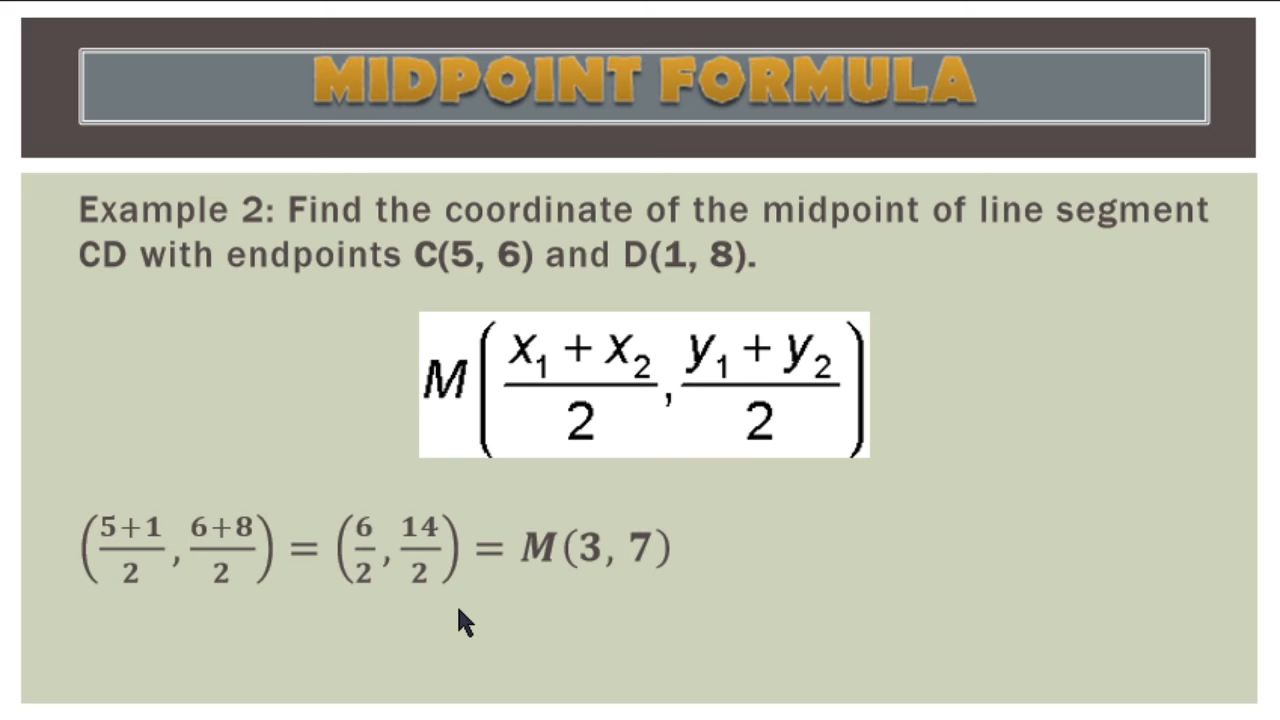 MIDPOINT FORMULA
Example 2: Find the coordinate of the midpoint of line segment
CD with endpoints C(5, 6) and D(1, 8).
M(x₁ + x₂/2, y₁ + y₂/2)
(5+1/2, 6+8/2) = (6/2, 14/2) = M(3, 7)